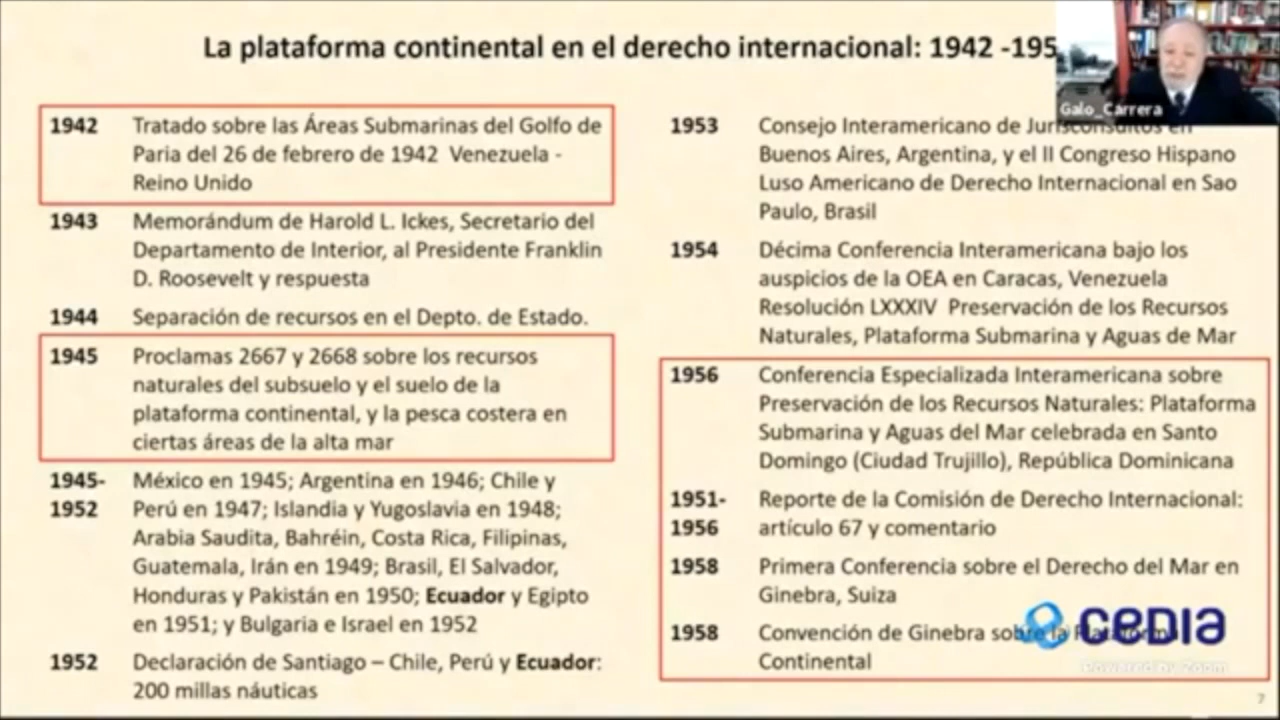 La plataforma continental en el derecho internacional: 1942 -195
Galo_Carrera
1942 Tratado sobre las Áreas Submarinas del Golfo de
Paria del 26 de febrero de 1942 Venezuela -
Reino Unido
1943 Memorándum de Harold L. Ickes, Secretario del
Departamento de Interior, al Presidente Franklin
D. Roosevelt y respuesta
1944 Separación de recursos en el Depto. de Estado.
1945 Proclamas 2667 y 2668 sobre los recursos
naturales del subsuelo y el suelo de la
plataforma continental, y la pesca costera en
ciertas áreas de la alta mar
1945- México en 1945; Argentina en 1946; Chile y
1952 Perú en 1947; Islandia y Yugoslavia en 1948;
Arabia Saudita, Bahréin, Costa Rica, Filipinas,
Guatemala, Irán en 1949; Brasil, El Salvador,
Honduras y Pakistán en 1950; Ecuador y Egipto
en 1951; y Bulgaria e Israel en 1952
1952 Declaración de Santiago – Chile, Perú y Ecuador:
200 millas náuticas
1953 Consejo Interamericano de Jurisconsultos en
Buenos Aires, Argentina, y el II Congreso Hispano
Luso Americano de Derecho Internacional en Sao
Paulo, Brasil
1954 Décima Conferencia Interamericana bajo los
auspicios de la OEA en Caracas, Venezuela
Resolución LXXXIV Preservación de los Recursos
Naturales, Plataforma Submarina y Aguas de Mar
1956 Conferencia Especializada Interamericana sobre
Preservación de los Recursos Naturales: Plataforma
Submarina y Aguas del Mar celebrada en Santo
Domingo (Ciudad Trujillo), República Dominicana
1951- Reporte de la Comisión de Derecho Internacional:
1956 artículo 67 y comentario
1958 Primera Conferencia sobre el Derecho del Mar en
Ginebra, Suiza
1958 Convención de Ginebra sobre la Plataforma
Continental
CEDIA
Powered by Zoom
7